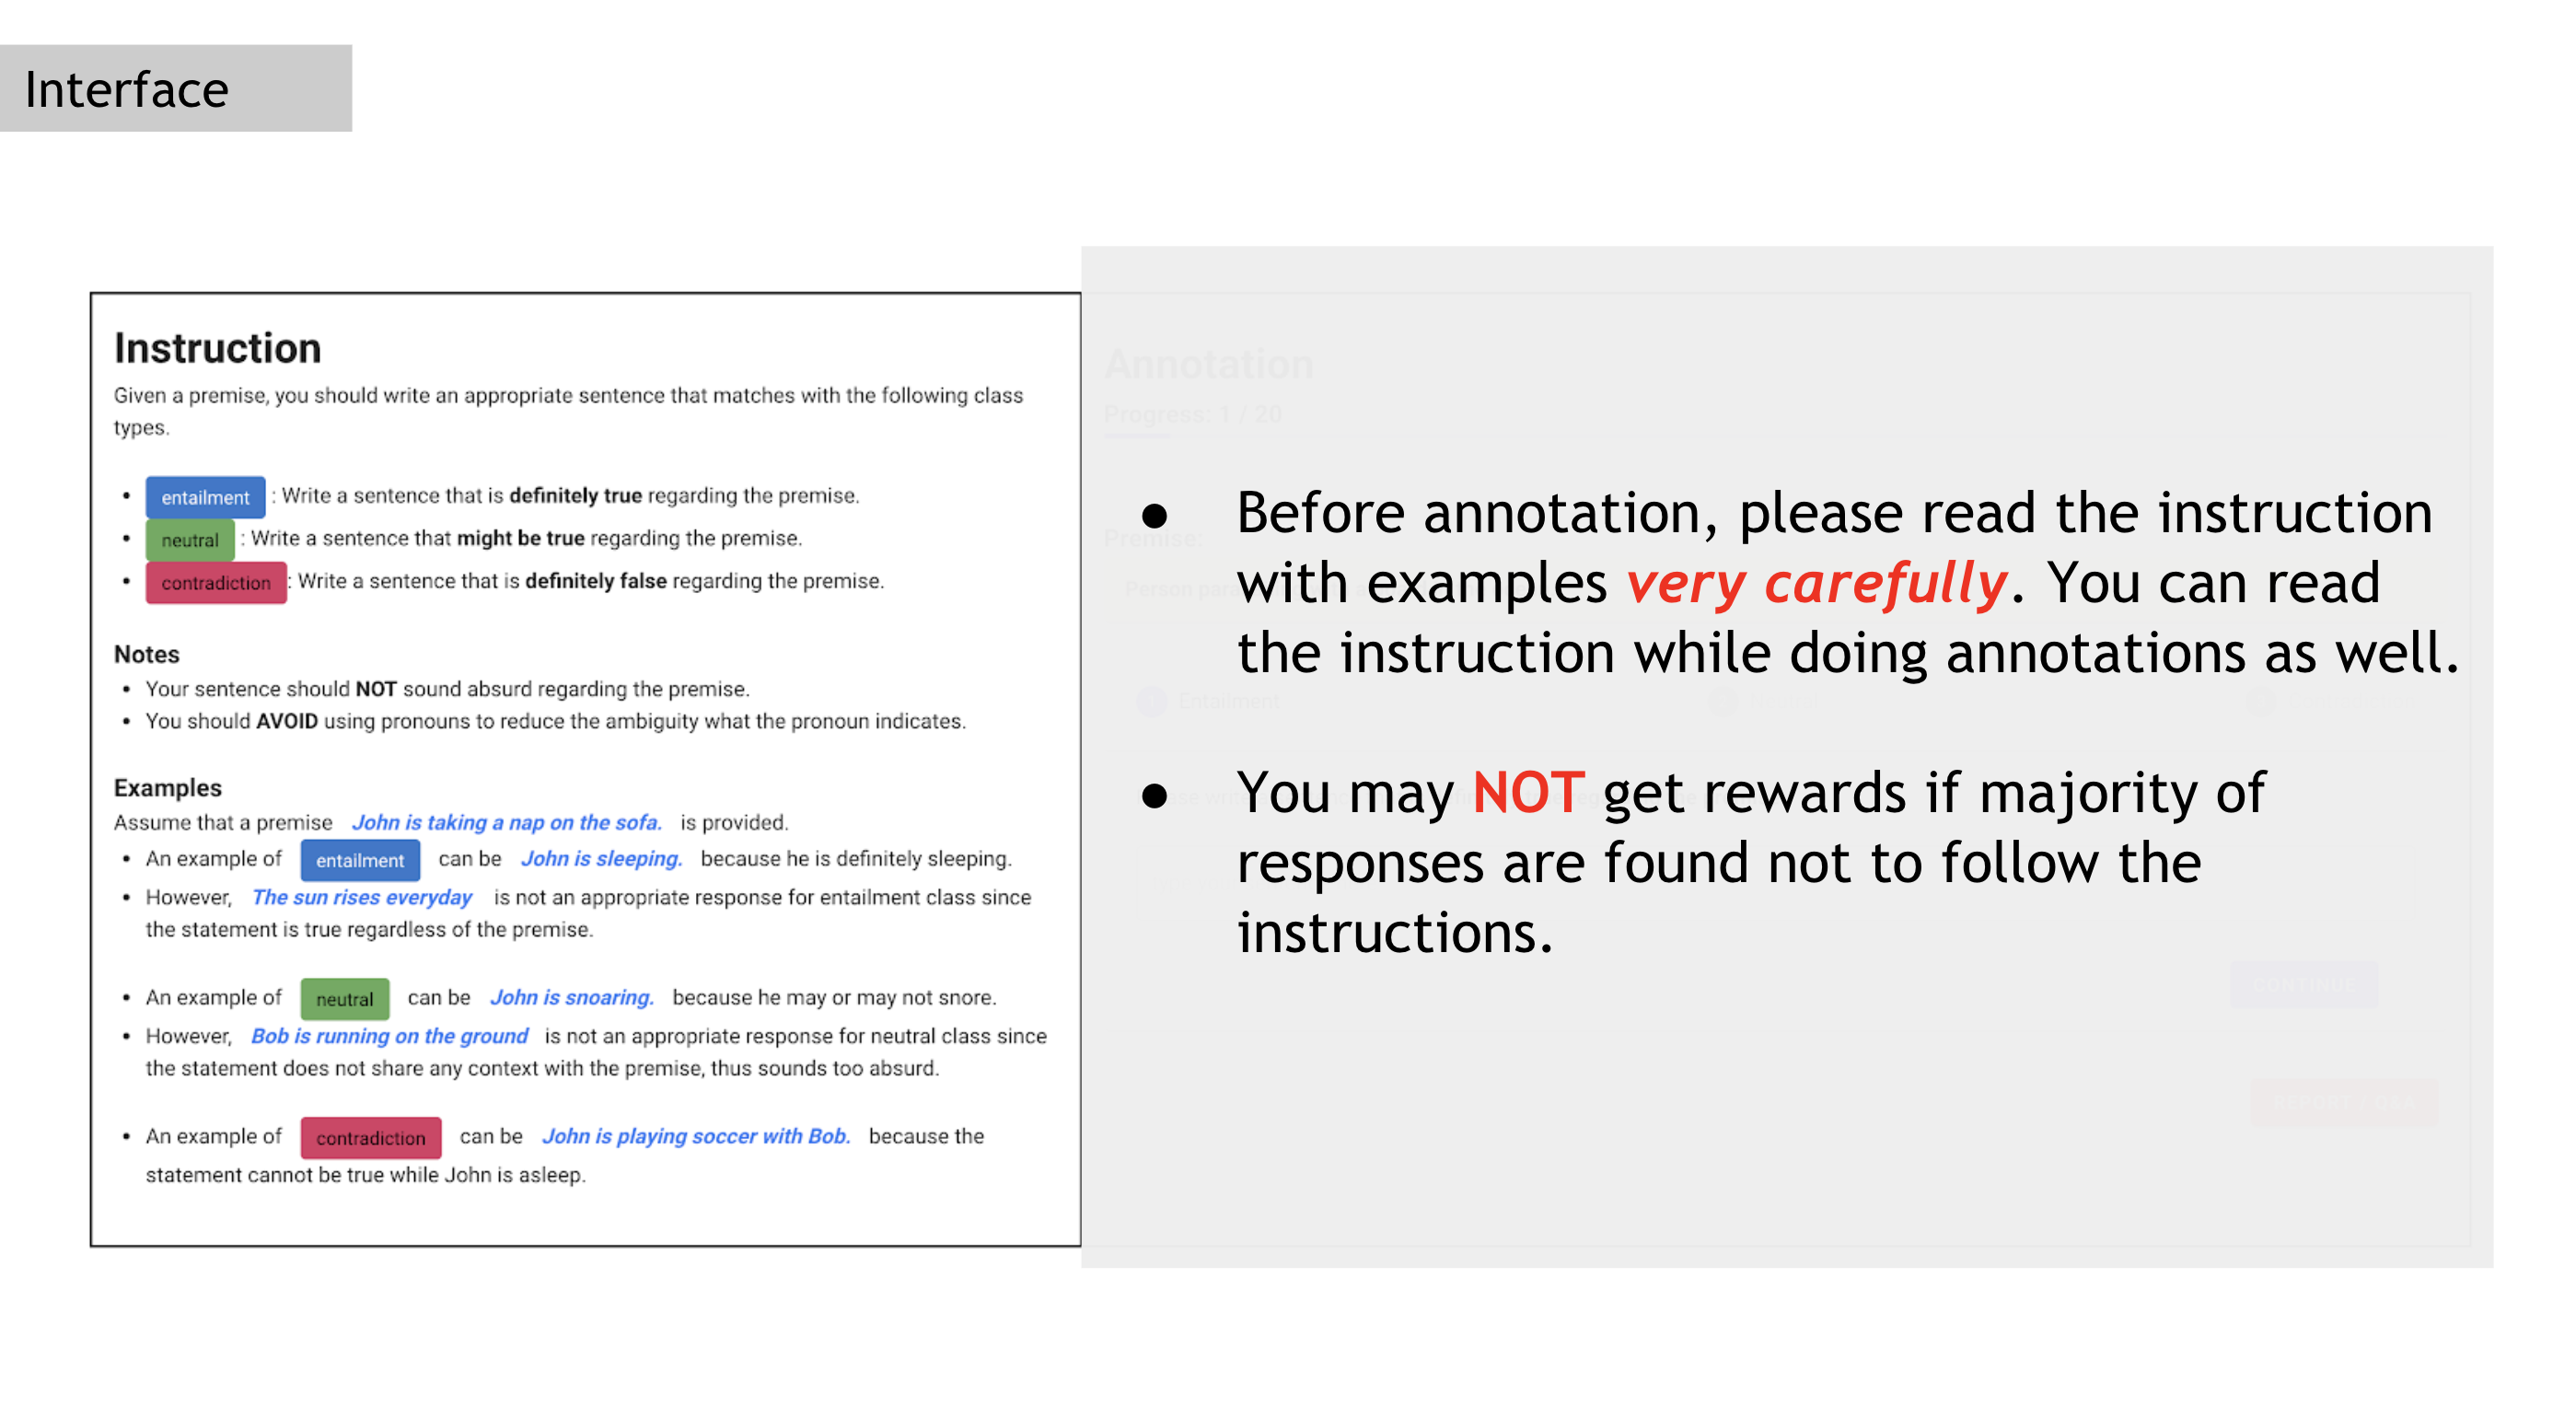 Interface
Instruction
Given a premise, you should write an appropriate sentence that matches with the following class
types.
• entailment : Write a sentence that is definitely true regarding the premise.
• neutral : Write a sentence that might be true regarding the premise.
• contradiction : Write a sentence that is definitely false regarding the premise.
Notes
• Your sentence should NOT sound absurd regarding the premise.
• You should AVOID using pronouns to reduce the ambiguity what the pronoun indicates.
Examples
Assume that a premise John is taking a nap on the sofa. is provided.
• An example of entailment can be John is sleeping. because he is definitely sleeping.
• However, The sun rises everyday is not an appropriate response for entailment class since
the statement is true regardless of the premise.
• An example of neutral can be John is snoaring. because he may or may not snore.
• However, Bob is running on the ground is not an appropriate response for neutral class since
the statement does not share any context with the premise, thus sounds too absurd.
• An example of contradiction can be John is playing soccer with Bob. because the
statement cannot be true while John is asleep.
Annotation
Progress: 1 / 20
Premise:
Person
Entailment
CONTINUE
● Before annotation, please read the instruction
with examples very carefully. You can read
the instruction while doing annotations as well.
● You may NOT get rewards if majority of
responses are found not to follow the
instructions.